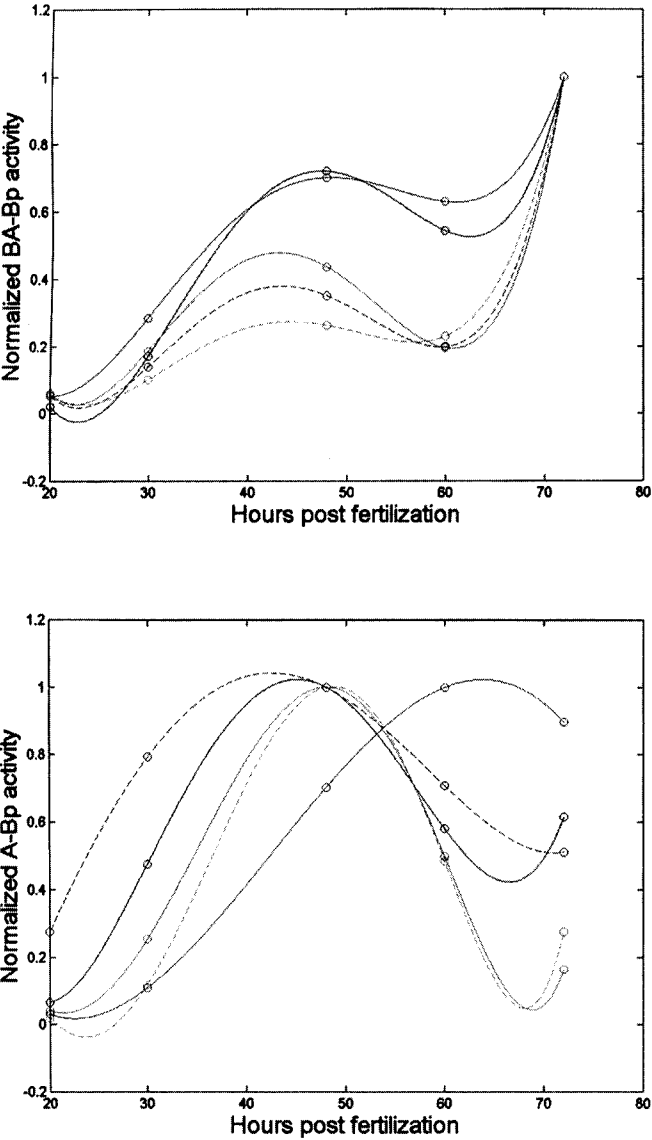 1.2
1
0.8
0.6
0.4
0.2
0
-0.2
Normalized BA-Bp activity
20 30 40 50 60 70 80
Hours post fertilization
1.2
1
0.8
0.6
0.4
0.2
0
-0.2
Normalized A-Bp activity
20 30 40 50 60 70 80
Hours post fertilization